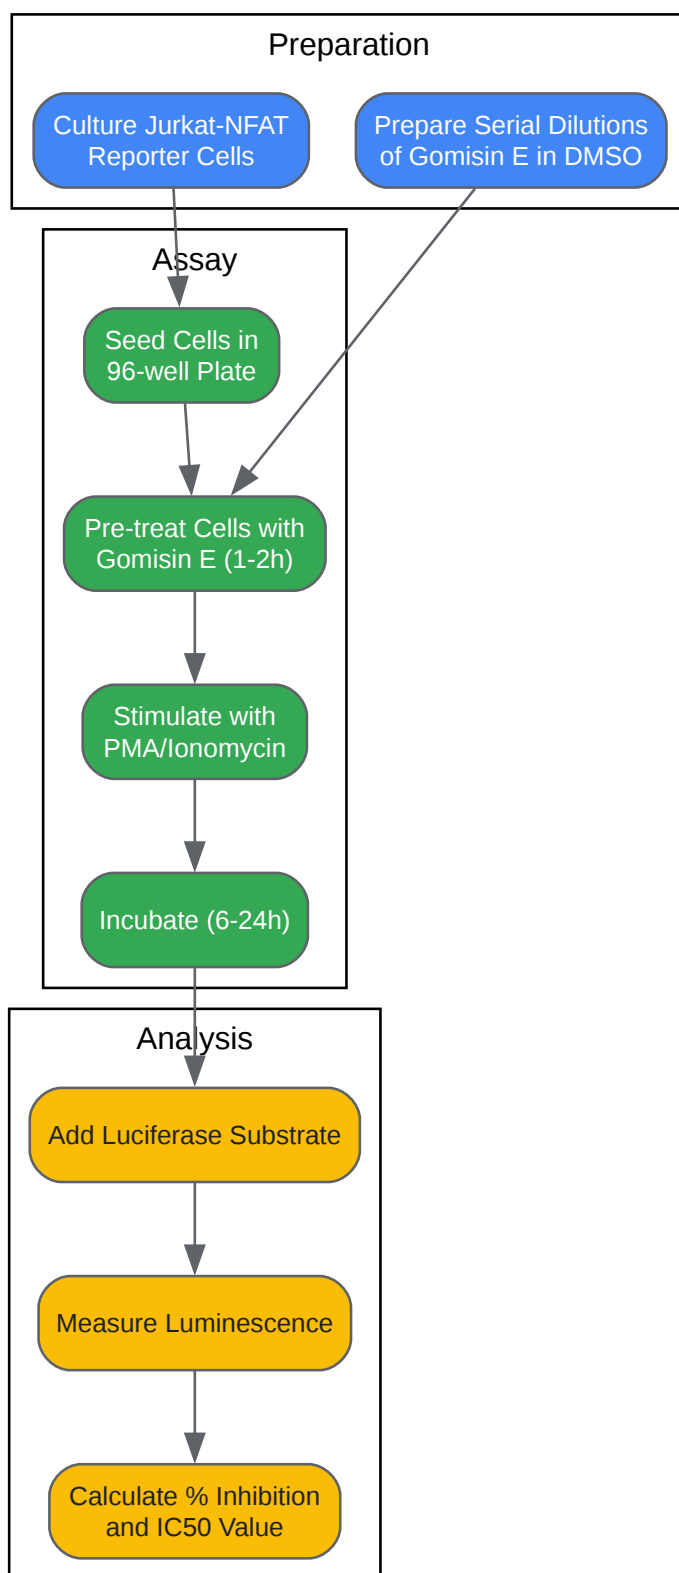 Preparation
Culture Jurkat-NFAT
Reporter Cells
Prepare Serial Dilutions
of Gomisin E in DMSO
Assay
Seed Cells in
96-well Plate
Pre-treat Cells with
Gomisin E (1-2h)
Stimulate with
PMA/Ionomycin
Incubate (6-24h)
Analysis
Add Luciferase Substrate
Measure Luminescence
Calculate % Inhibition
and IC50 Value